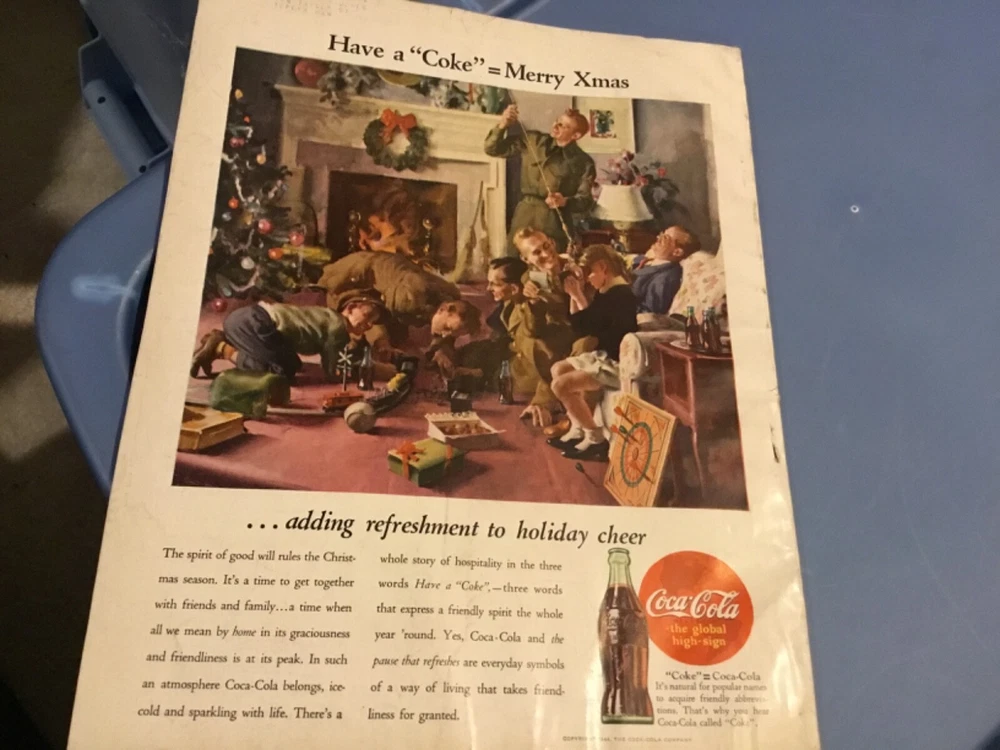 Have a "Coke" = Merry Xmas
... adding refreshment to holiday cheer
The spirit of good will rules the Christ-
mas season. It's a time to get together
with friends and family...a time when
all we mean by home in its graciousness
and friendliness is at its peak. In such
an atmosphere Coca-Cola belongs, ice-
cold and sparkling with life. There's a
whole story of hospitality in the three
words Have a "Coke",—three words
that express a friendly spirit the whole
year 'round. Yes, Coca-Cola and the
pause that refreshes are everyday symbols
of a way of living that takes friend-
liness for granted.
Coca-Cola
the global
high-sign
"Coke" = Coca-Cola
It's natural for popular names
to acquire friendly abbrevi-
ations. That's why you hear
Coca-Cola called "Coke".
THE COCA-COLA COMPANY